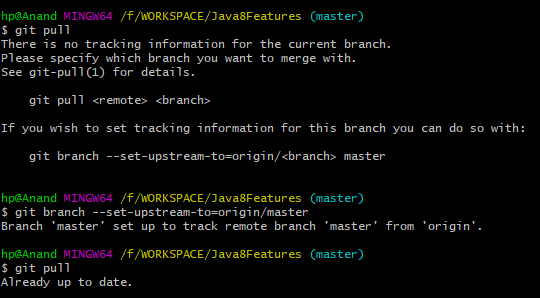 hp@Anand MINGW64 /f/WORKSPACE/Java8Features (master)
$ git pull
There is no tracking information for the current branch.
Please specify which branch you want to merge with.
See git-pull(1) for details.

    git pull <remote> <branch>

If you wish to set tracking information for this branch you can do so with:

    git branch --set-upstream-to=origin/<branch> master

hp@Anand MINGW64 /f/WORKSPACE/Java8Features (master)
$ git branch --set-upstream-to=origin/master
Branch 'master' set up to track remote branch 'master' from 'origin'.

hp@Anand MINGW64 /f/WORKSPACE/Java8Features (master)
$ git pull
Already up to date.